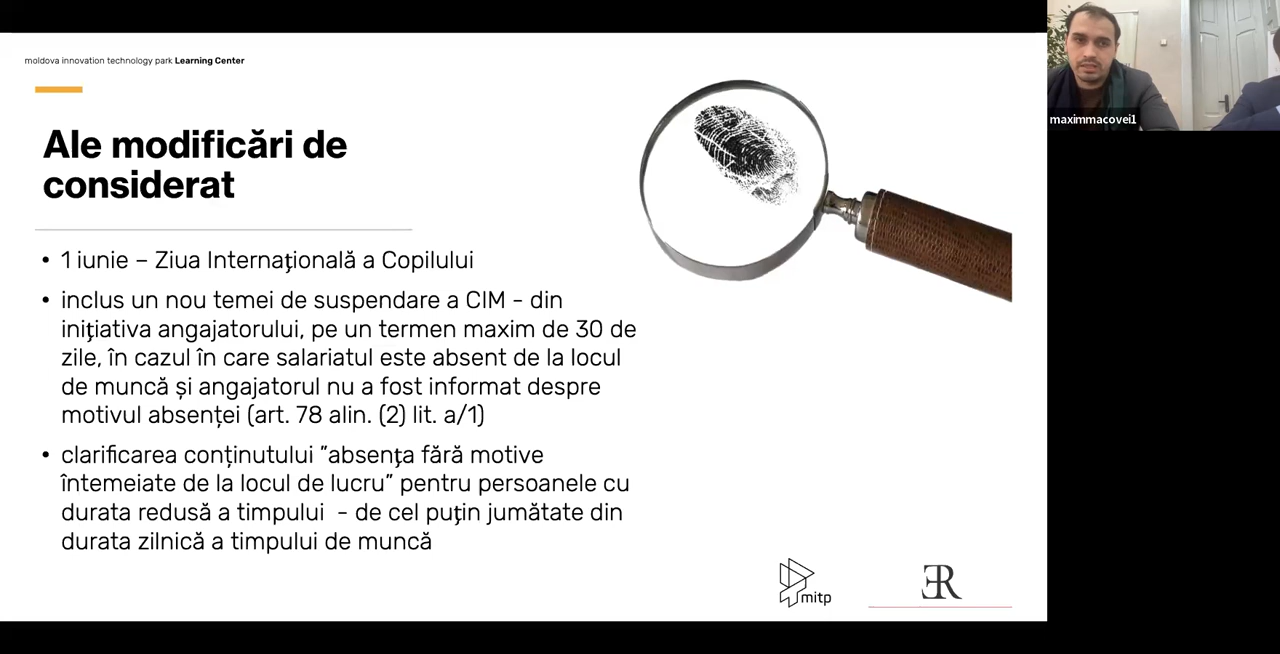 moldova innovation technology park Learning Center
Ale modificări de
considerat
• 1 iunie – Ziua Internațională a Copilului
• inclus un nou temei de suspendare a CIM - din
inițiativa angajatorului, pe un termen maxim de 30 de
zile, în cazul în care salariatul este absent de la locul
de muncă și angajatorul nu a fost informat despre
motivul absenței (art. 78 alin. (2) lit. a/1)
• clarificarea conținutului ”absența fără motive
întemeiate de la locul de lucru” pentru persoanele cu
durata redusă a timpului - de cel puțin jumătate din
durata zilnică a timpului de muncă
mitp
ER
maximmacovei1